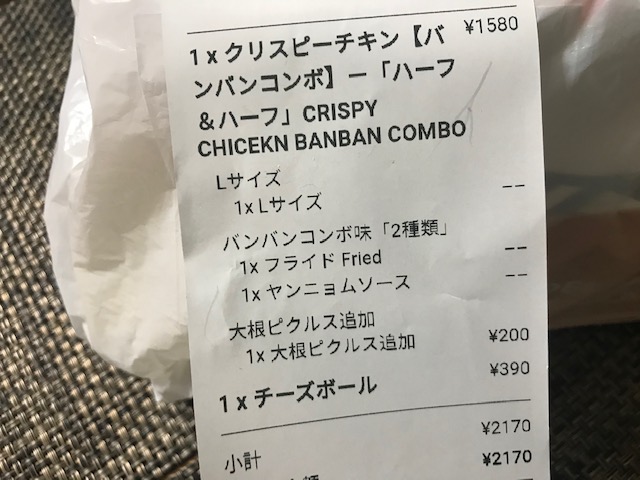 1 x クリスピーチキン【バ ¥1580
ンバンコンボ】ー「ハーフ
＆ハーフ」CRISPY
CHICEKN BANBAN COMBO
Lサイズ
1x Lサイズ --
バンバンコンボ味「2種類」
1x フライド Fried --
1x ヤンニョムソース --
大根ピクルス追加
1x 大根ピクルス追加 ¥200
1 x チーズボール ¥390
小計 ¥2170
¥2170